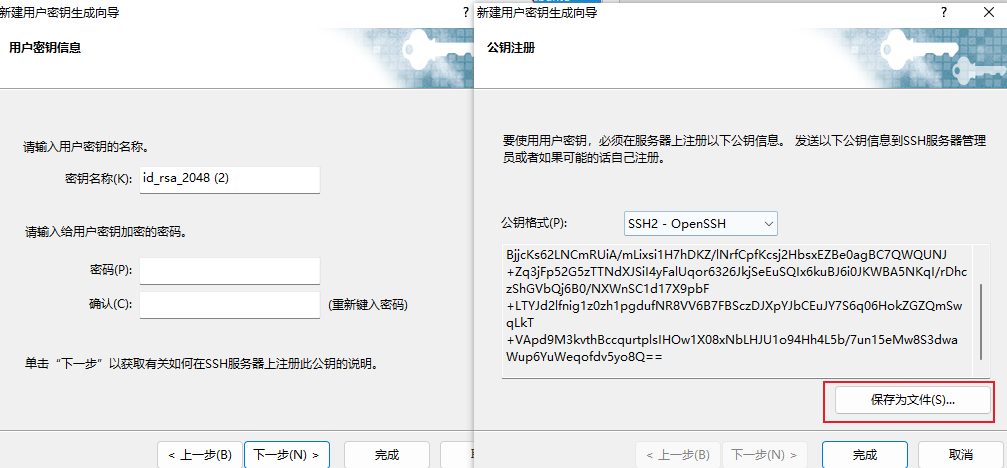 新建用户密钥生成向导
?
用户密钥信息
请输入用户密钥的名称。
密钥名称(K):
id_rsa_2048 (2)
请输入给用户密钥加密的密码。
密码(P):
确认(C):
(重新键入密码)
单击“下一步”以获取有关如何在SSH服务器上注册此公钥的说明。
< 上一步(B)
下一步(N) >
完成
新建用户密钥生成向导
?
公钥注册
要使用用户密钥，必须在服务器上注册以下公钥信息。 发送以下公钥信息到SSH服务器管理
员或者如果可能的话自己注册。
公钥格式(P):
SSH2 - OpenSSH
BjjcKs62LNCmRUiA/mLixsi1H7hDKZ/lNrfCpfKcsj2HbsxEZBe0agBC7QWQUNJ
+Zq3jFp52G5zTTNdXJSiI4yFalUqor6326JkjSeEuSQIx6kuBJ6i0JKWBA5NKqI/rDhc
zShGVbQj6B0/NXWnSC1d17X9pbF
+LTYJd2lfnig1z0zh1pgdufNR8VV6B7FBSczDJXpYJbCEuJY7S6q06HokZGZQmSw
qLkT
+VApd9M3kvthBccqurtplsIHOw1X08xNbLHJU1o94Hh4L5b/7un15eMw8S3dwa
Wup6YuWeqofdv5yo8Q==
保存为文件(S)...
< 上一步(B)
下一步(N) >
完成
取消